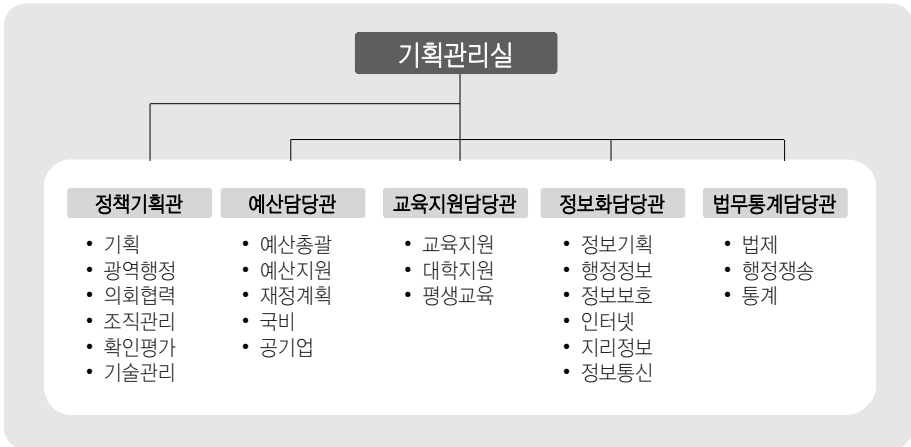 기획관리실
정책기획관
• 기획
• 광역행정
• 의회협력
• 조직관리
• 확인평가
• 기술관리
예산담당관
• 예산총괄
• 예산지원
• 재정계획
• 국비
• 공기업
교육지원담당관
• 교육지원
• 대학지원
• 평생교육
정보화담당관
• 정보기획
• 행정정보
• 정보보호
• 인터넷
• 지리정보
• 정보통신
법무통계담당관
• 법제
• 행정쟁송
• 통계